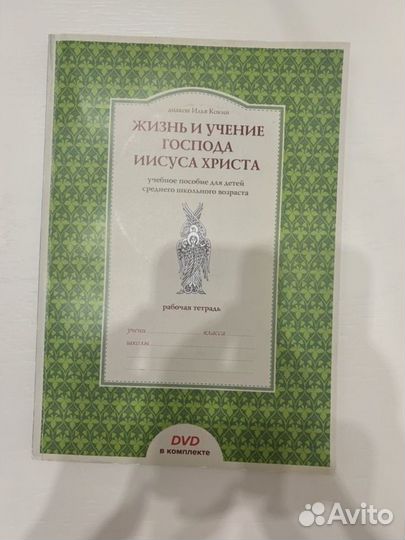 диакон Илья Кокин
ЖИЗНЬ И УЧЕНИЕ
ГОСПОДА
ИИСУСА ХРИСТА
учебное пособие для детей
среднего школьного возраста
рабочая тетрадь
учени класса
школы
DVD
в комплекте
Avito